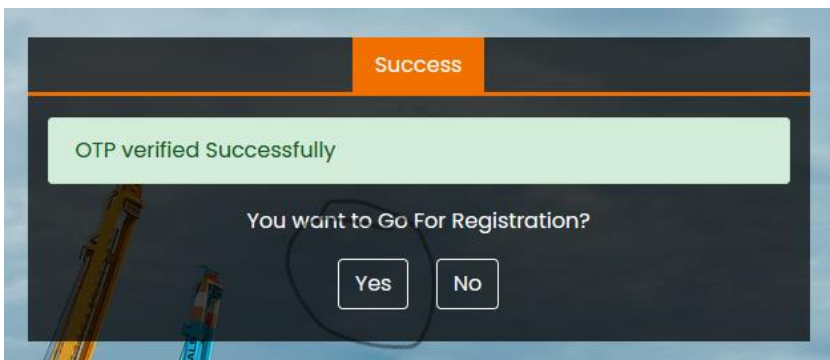 Success
OTP verified Successfully
You want to Go For Registration?
Yes No